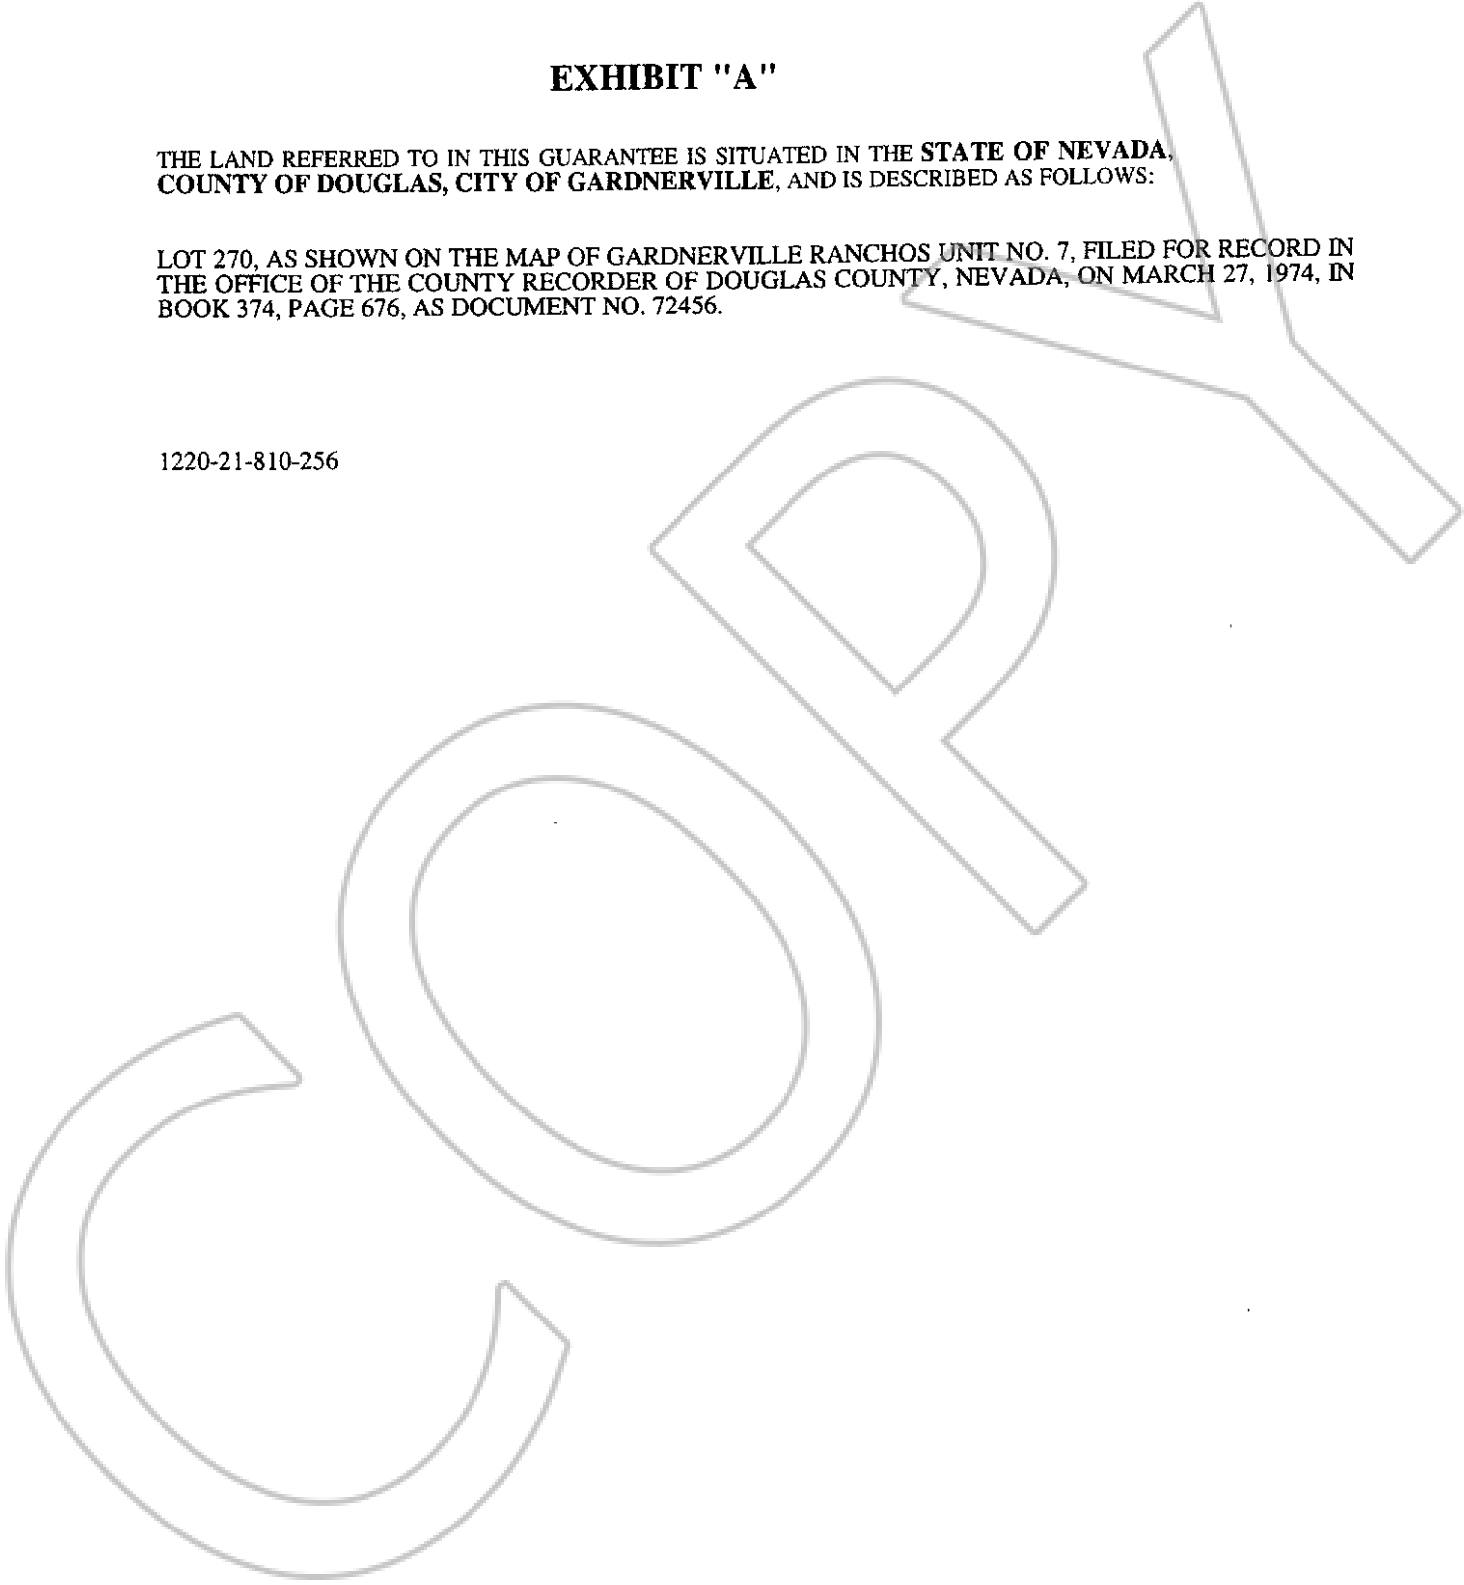 EXHIBIT "A"
THE LAND REFERRED TO IN THIS GUARANTEE IS SITUATED IN THE STATE OF NEVADA,
COUNTY OF DOUGLAS, CITY OF GARDNERVILLE, AND IS DESCRIBED AS FOLLOWS:
LOT 270, AS SHOWN ON THE MAP OF GARDNERVILLE RANCHOS UNIT NO. 7, FILED FOR RECORD IN
THE OFFICE OF THE COUNTY RECORDER OF DOUGLAS COUNTY, NEVADA, ON MARCH 27, 1974, IN
BOOK 374, PAGE 676, AS DOCUMENT NO. 72456.
1220-21-810-256
COPY